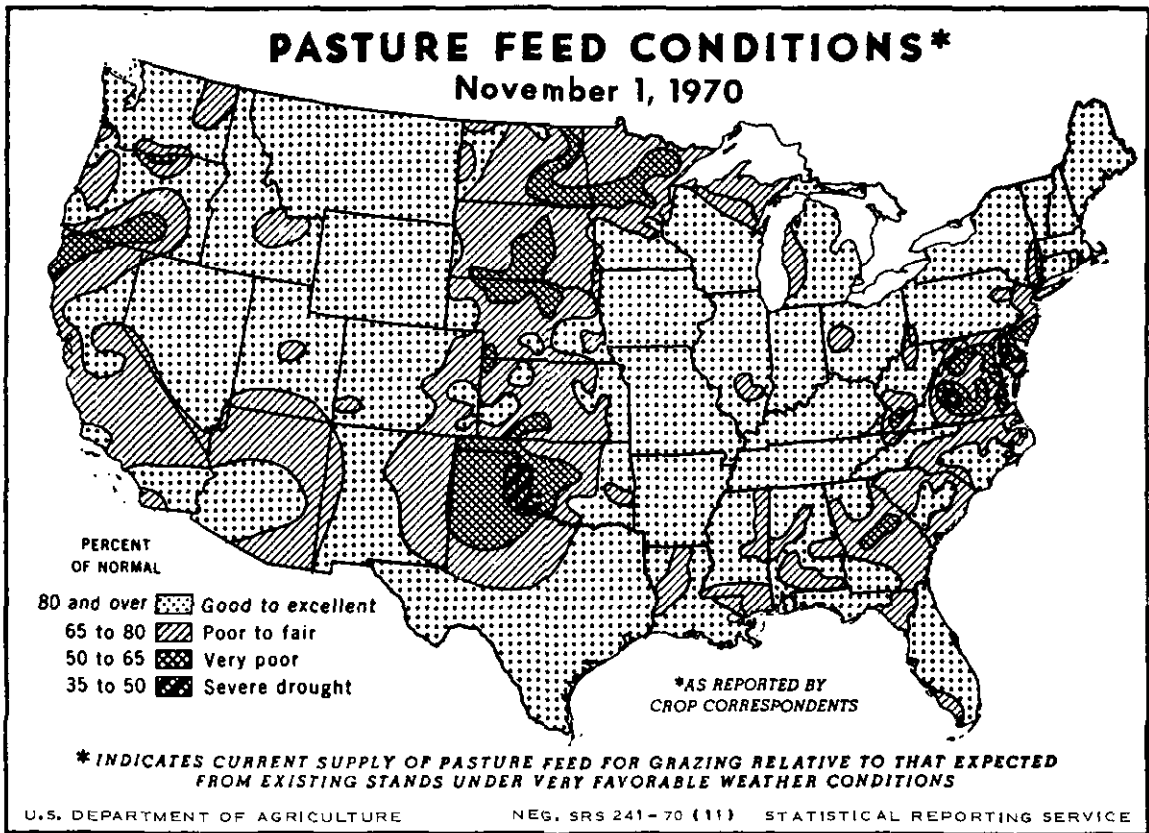 PASTURE FEED CONDITIONS*
November 1, 1970
PERCENT
OF NORMAL
80 and over Good to excellent
65 to 80 Poor to fair
50 to 65 Very poor
35 to 50 Severe drought
*AS REPORTED BY
CROP CORRESPONDENTS
* INDICATES CURRENT SUPPLY OF PASTURE FEED FOR GRAZING RELATIVE TO THAT EXPECTED
FROM EXISTING STANDS UNDER VERY FAVORABLE WEATHER CONDITIONS
U.S. DEPARTMENT OF AGRICULTURE NEG. SRS 241-70 (11) STATISTICAL REPORTING SERVICE